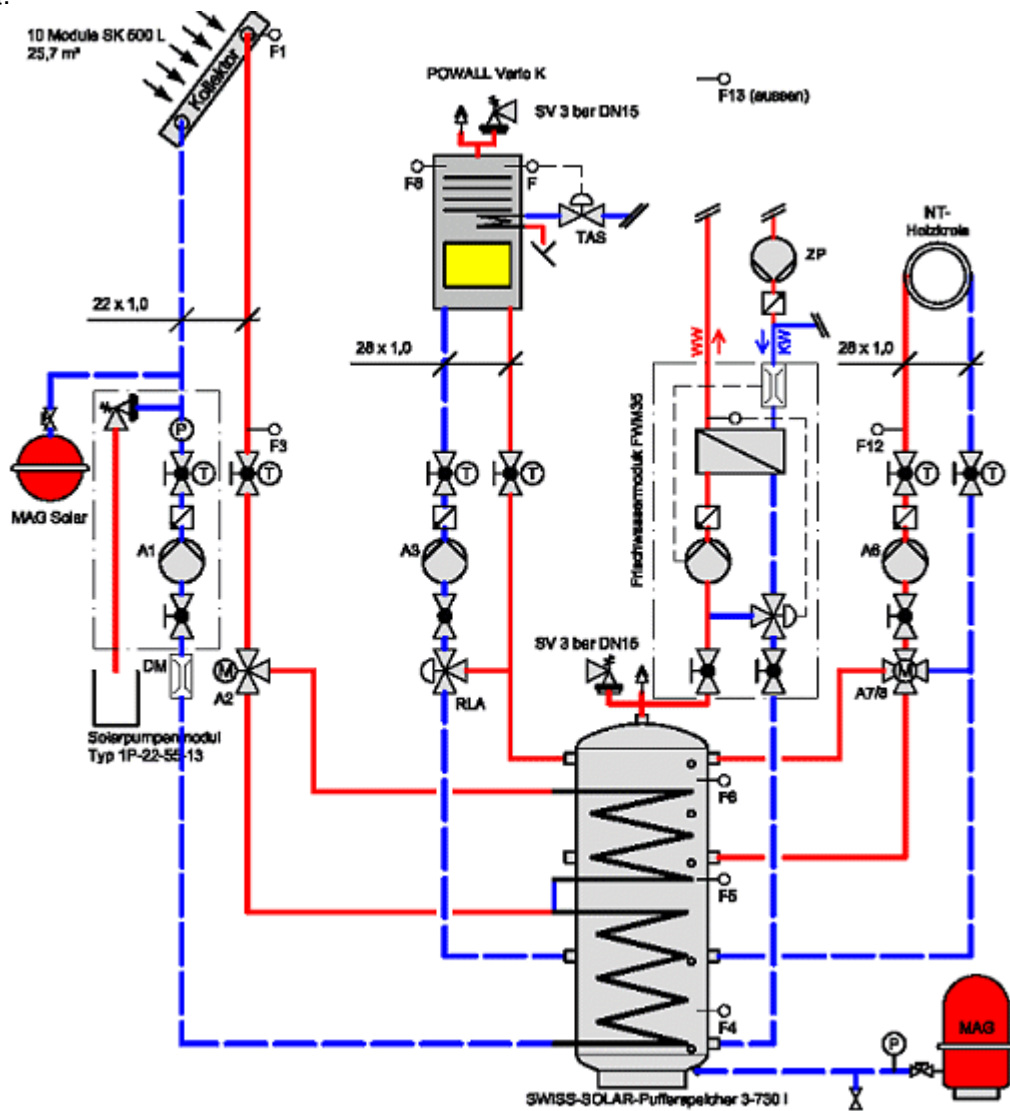 10 Module SK 500 L
25,7 m²
Kollektor
F1
POWALL Vario K
SV 3 bar DN15
F13 (aussen)
F8
F
TAS
ZP
NT-
Heizkreis
22 x 1,0
28 x 1,0
WW
KW
28 x 1,0
P
F3
T
T
MAG Solar
A1
A3
T
T
Frischwassermodul FWM35
F12
T
T
A6
DM
M
A2
RLA
SV 3 bar DN15
M
A7/8
Solarpumpenmodul
Typ 1P-22-55-13
F6
F5
F4
P
MAG
SWISS-SOLAR-Pufferspeicher 3-730 l